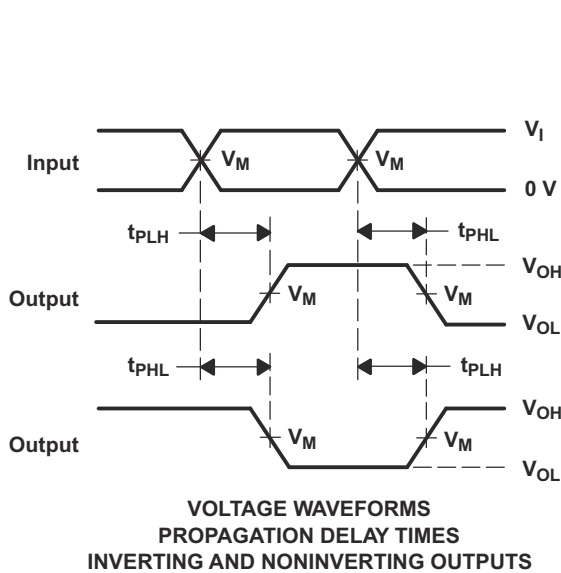 V_I
Input
V_M
V_M
0 V
t_PLH
t_PHL
V_OH
Output
V_M
V_M
V_OL
t_PHL
t_PLH
V_OH
Output
V_M
V_M
V_OL
VOLTAGE WAVEFORMS
PROPAGATION DELAY TIMES
INVERTING AND NONINVERTING OUTPUTS